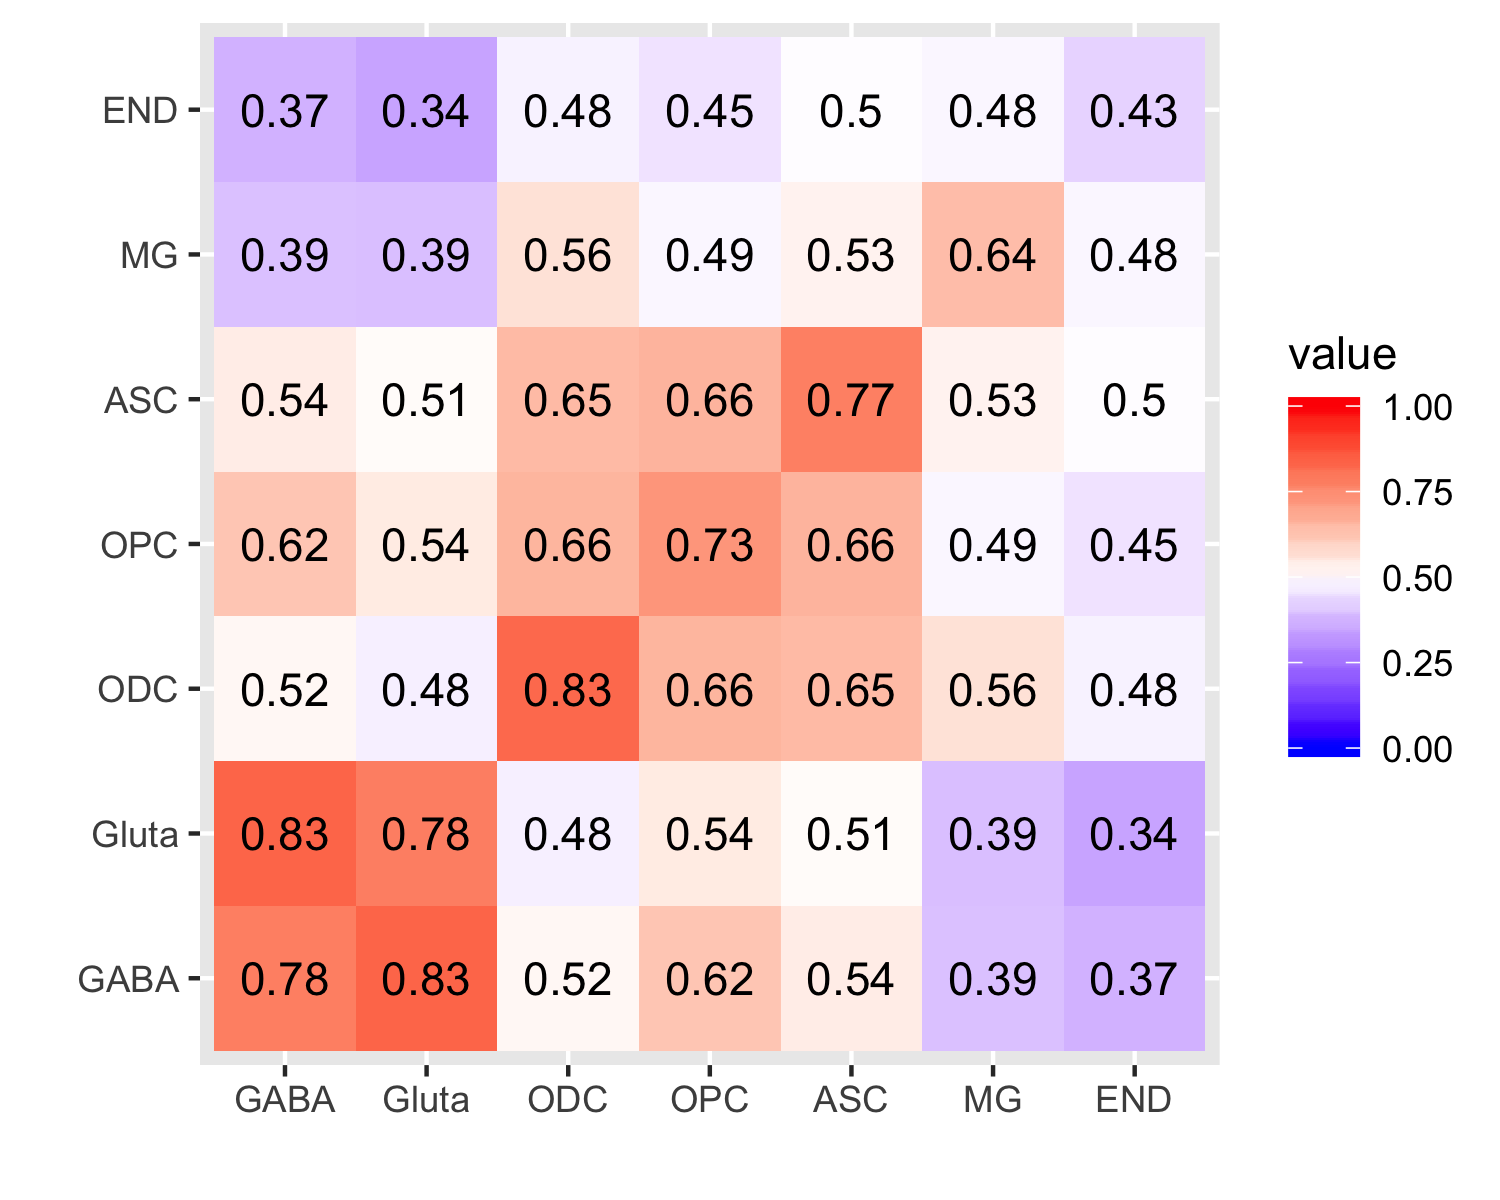 END 0.37 0.34 0.48 0.45 0.5 0.48 0.43
MG 0.39 0.39 0.56 0.49 0.53 0.64 0.48
ASC 0.54 0.51 0.65 0.66 0.77 0.53 0.5
OPC 0.62 0.54 0.66 0.73 0.66 0.49 0.45
ODC 0.52 0.48 0.83 0.66 0.65 0.56 0.48
Gluta 0.83 0.78 0.48 0.54 0.51 0.39 0.34
GABA 0.78 0.83 0.52 0.62 0.54 0.39 0.37
GABA Gluta ODC OPC ASC MG END
value
1.00
0.75
0.50
0.25
0.00